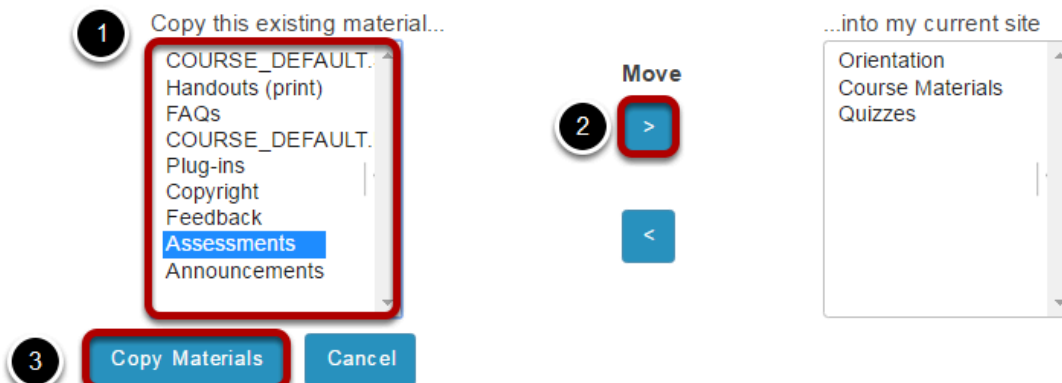 1
Copy this existing material...
COURSE_DEFAULT.
Handouts (print)
FAQs
COURSE_DEFAULT.
Plug-ins
Copyright
Feedback
Assessments
Announcements
Move
2
>
<
...into my current site
Orientation
Course Materials
Quizzes
3
Copy Materials
Cancel